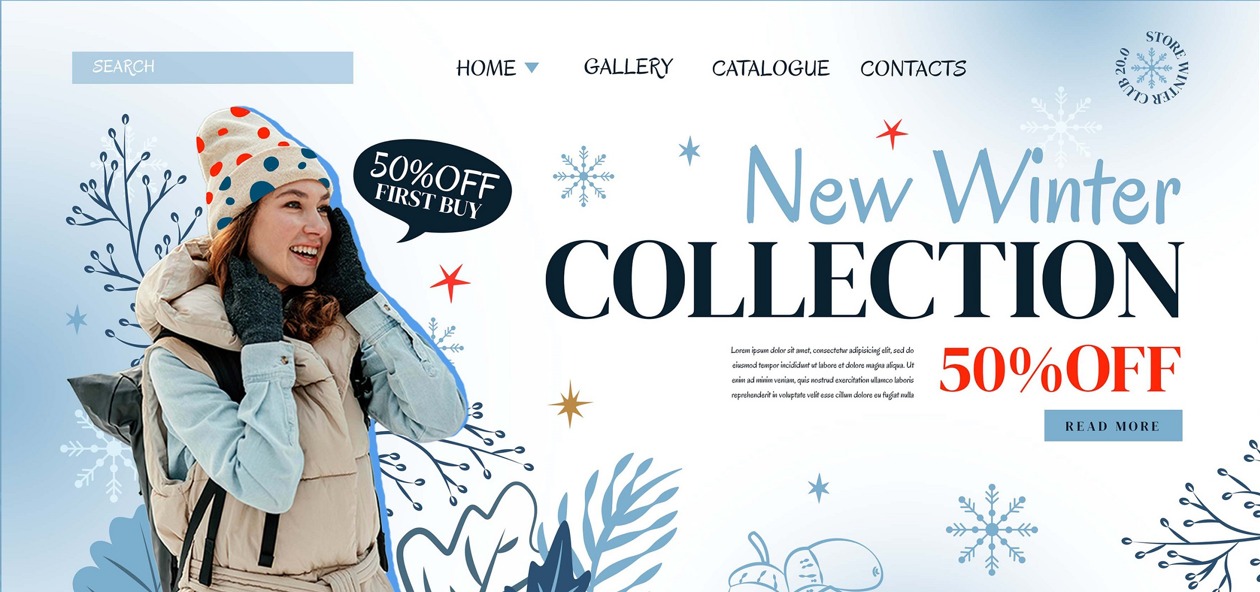 SEARCH
HOME
GALLERY
CATALOGUE
CONTACTS
STORE WINTER CLUB 20.0
50%OFF
FIRST BUY
New Winter
COLLECTION
Lorem ipsum dolor sit amet, consectetur adipisicing elit, sed do
eiusmod tempor incididunt ut labore et dolore magna aliqua. Ut
enim ad minim veniam, quis nostrud exercitation ullamco laboris
reprehenderit in voluptate velit esse cillum dolore eu fugiat nulla
50%OFF
READ MORE